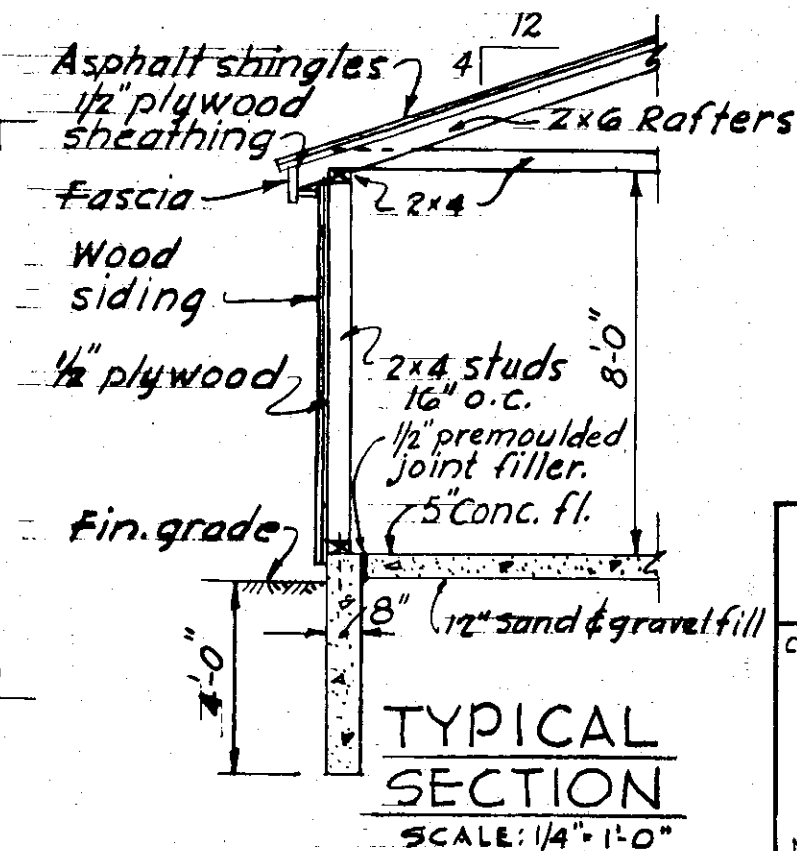 12
4
Asphalt shingles
1/2" plywood
sheathing
2x6 Rafters
Fascia
2x4
Wood
siding
8'-0"
1/2" plywood
2x4 studs
16" o.c.
1/2" premoulded
joint filler.
5" Conc. fl.
Fin. grade
8"
12" sand & gravel fill
4'-0"
TYPICAL
SECTION
SCALE: 1/4" = 1'-0"